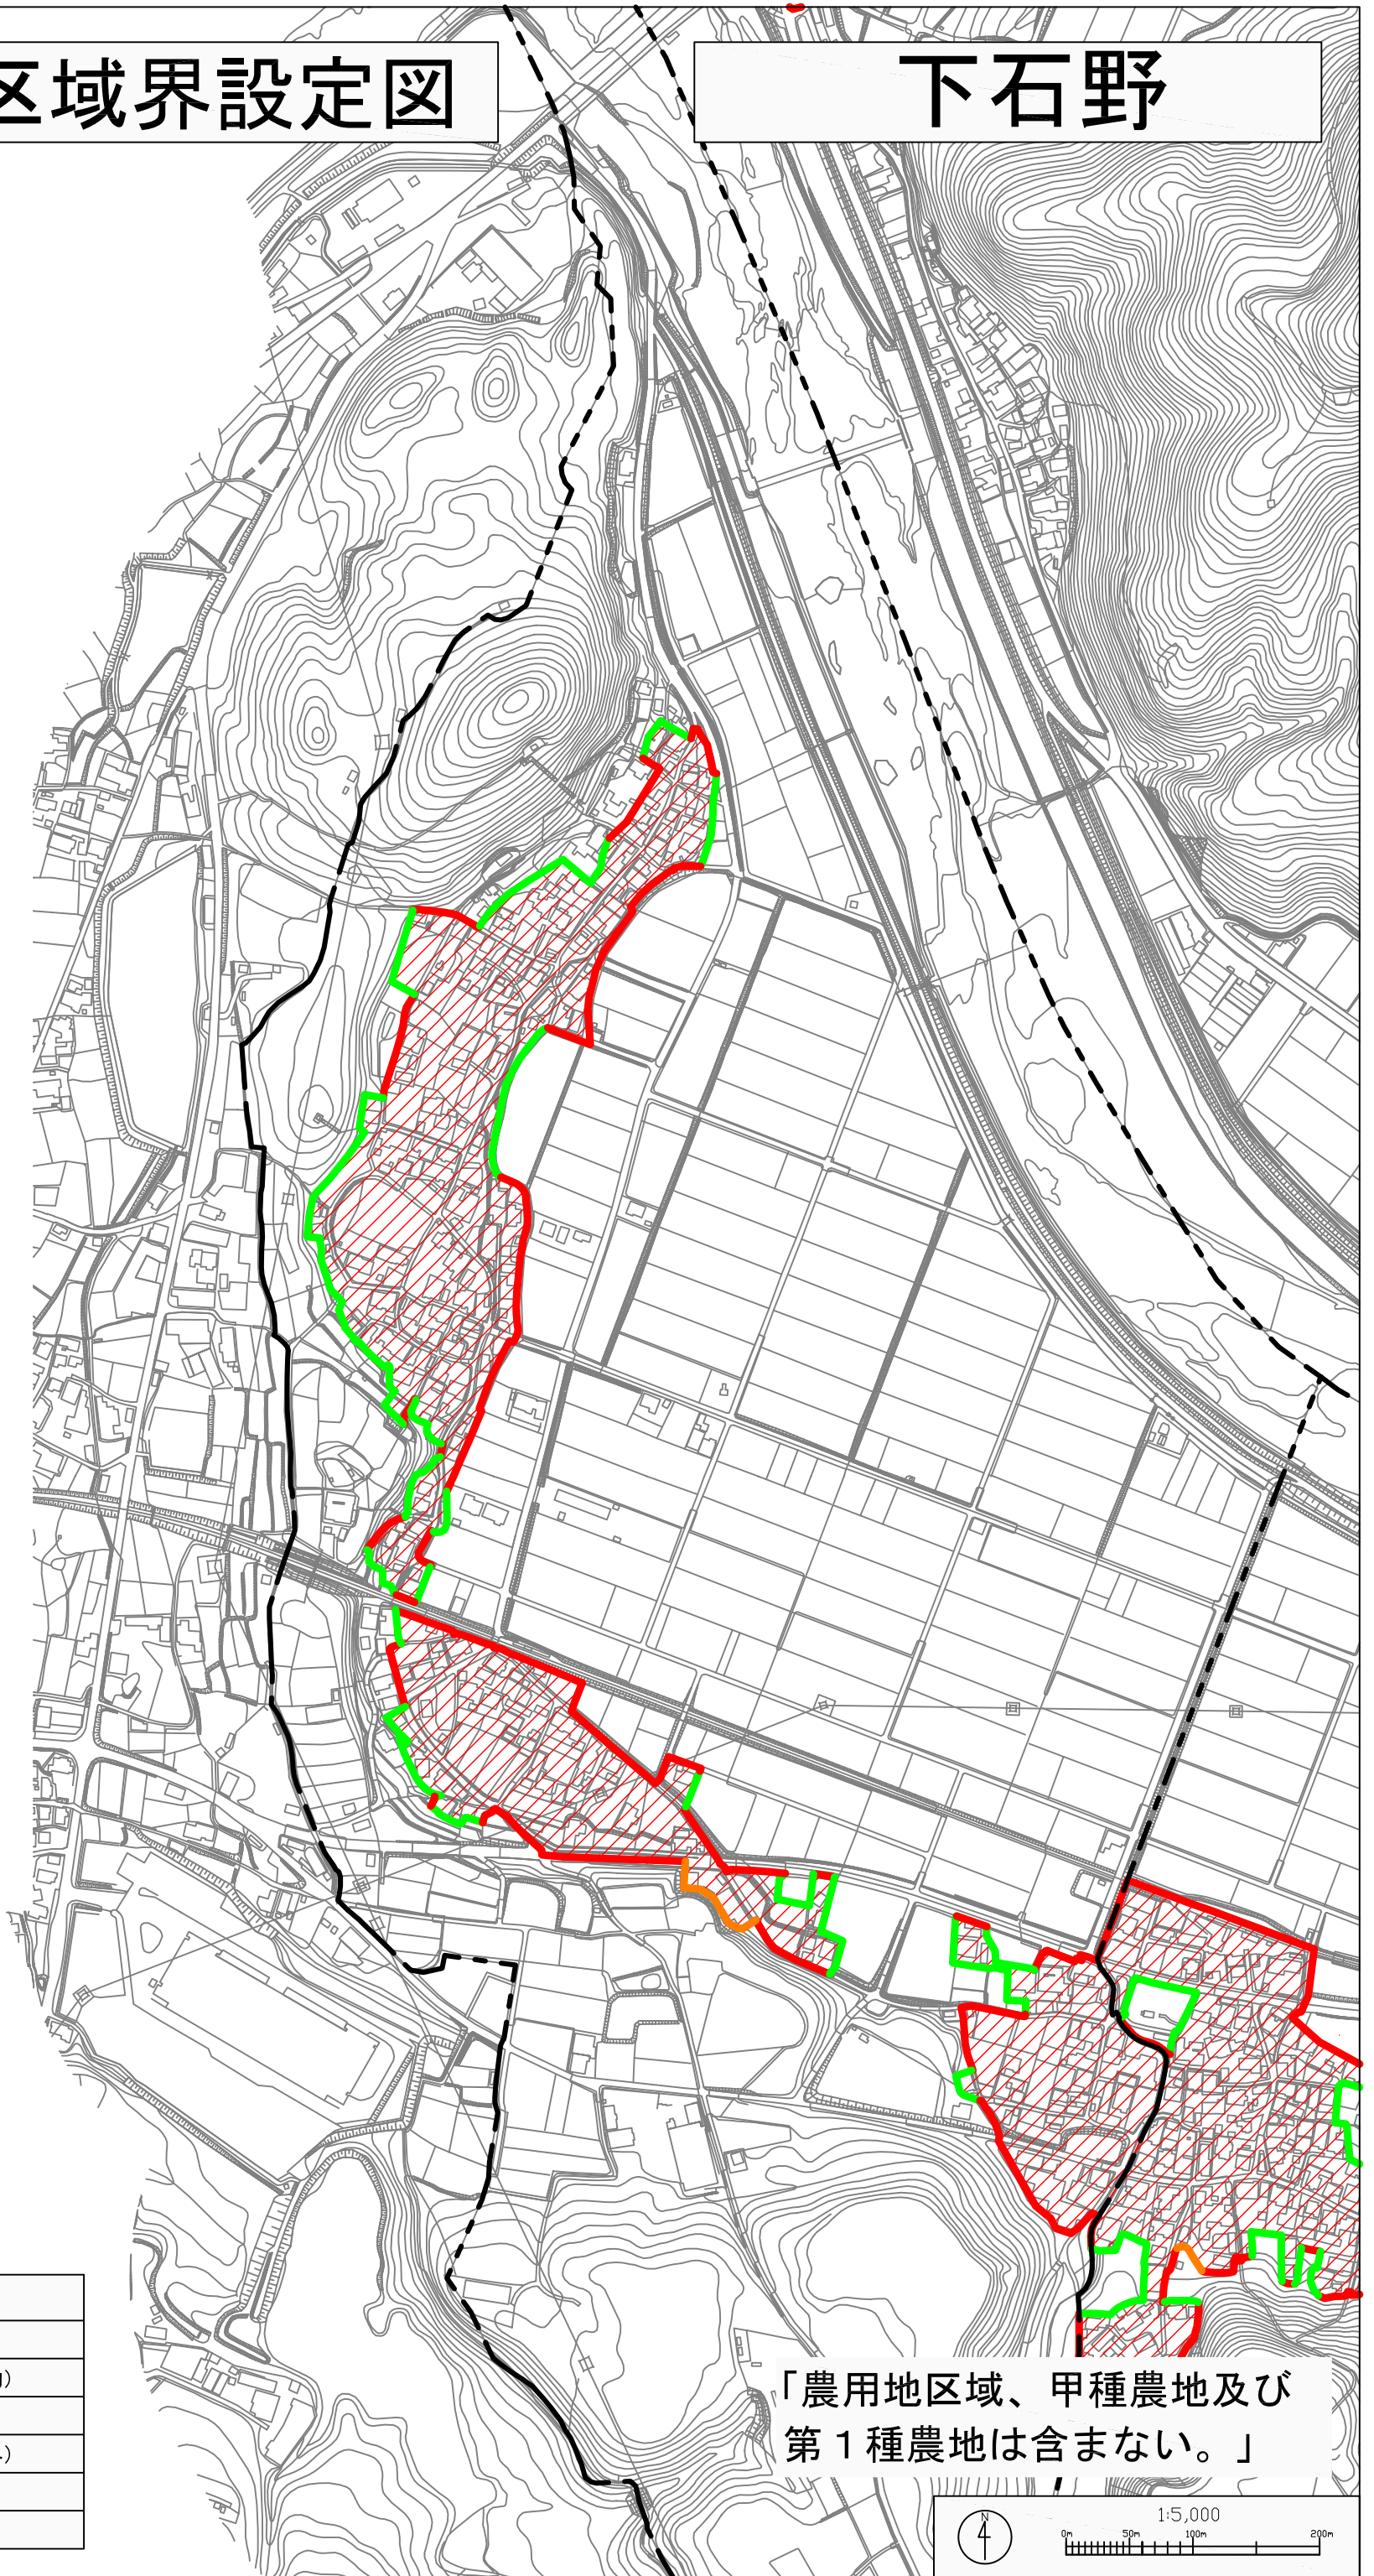 区域界設定図
下石野
「農用地区域、甲種農地及び
第１種農地は含まない。」
N
1:5,000
0m 50m 100m 200m